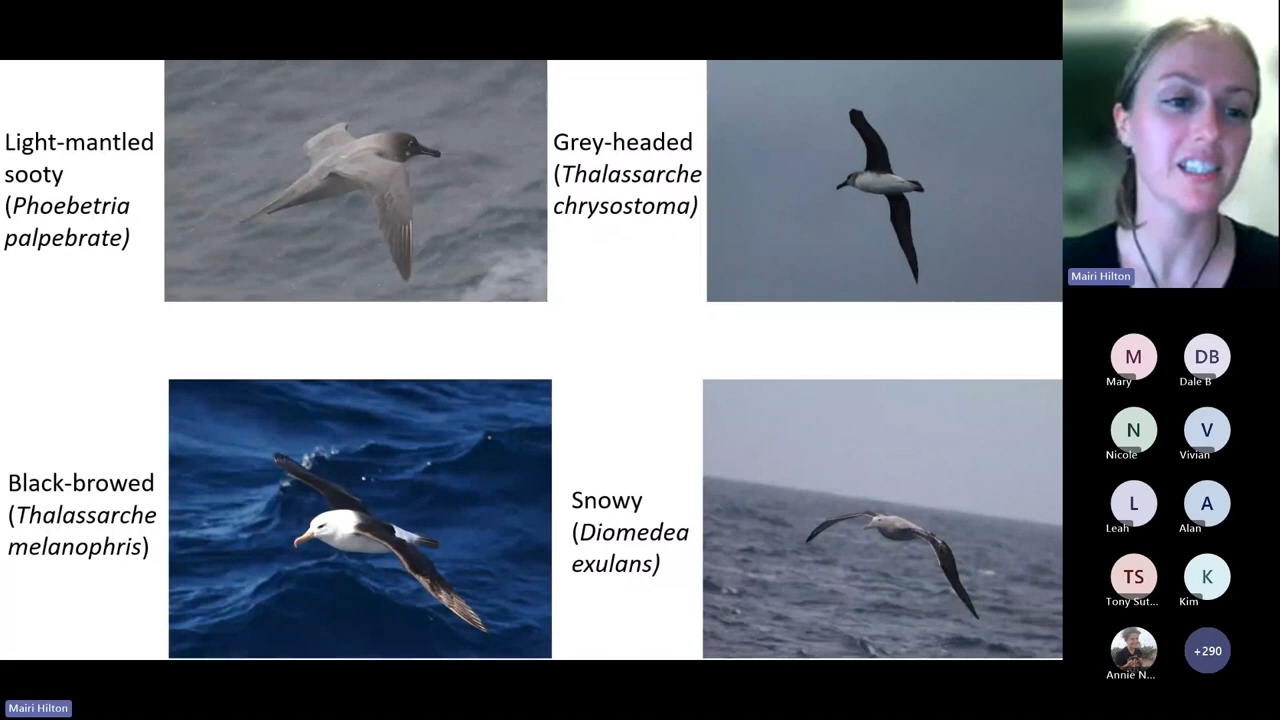 Light-mantled
sooty
(Phoebetria
palpebrate)
Grey-headed
(Thalassarche
chrysostoma)
Black-browed
(Thalassarche
melanophris)
Snowy
(Diomedea
exulans)
Mairi Hilton
M
Mary
DB
Dale B
N
Nicole
V
Vivian
L
Leah
A
Alan
TS
Tony Sut...
K
Kim
Annie N...
+290
Mairi Hilton